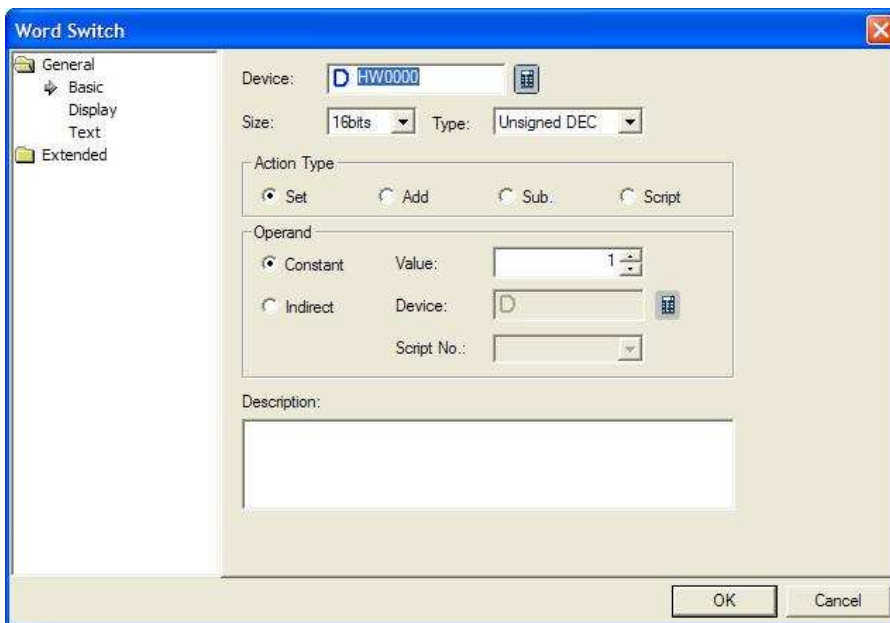 Word Switch
General
Basic
Display
Text
Extended
Device: D HW0000
Size: 16bits Type: Unsigned DEC
Action Type
Set Add Sub. Script
Operand
Constant Value: 1
Indirect Device: D
Script No.:
Description:
OK Cancel